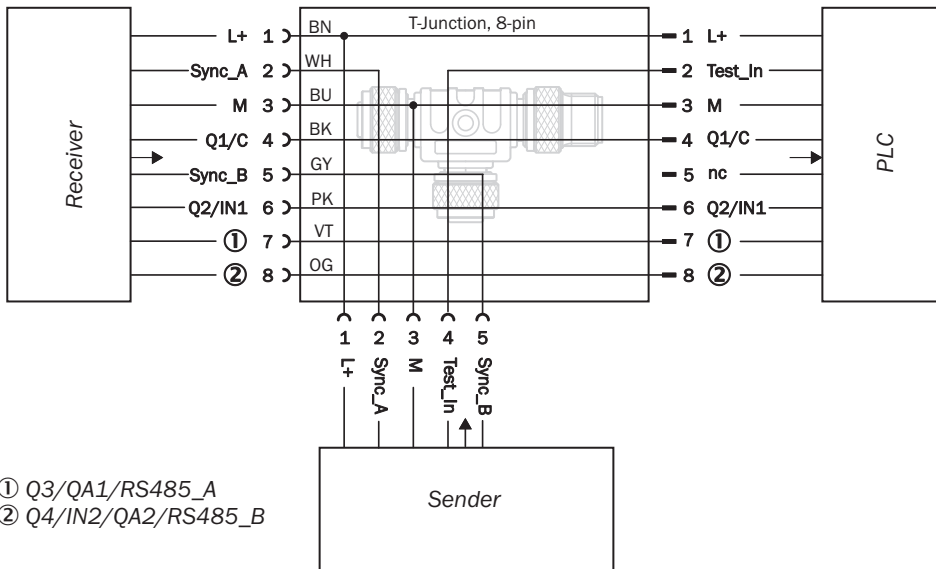 T-Junction, 8-pin
L+ 1 BN 1 L+
Sync_A 2 WH 2 Test_In
M 3 BU 3 M
Q1/C 4 BK 4 Q1/C
Sync_B 5 GY 5 nc
Q2/IN1 6 PK 6 Q2/IN1
① 7 VT 7 ①
② 8 OG 8 ②
Receiver
PLC
1 2 3 4 5
L+ Sync_A M Test_In Sync_B
Sender
① Q3/QA1/RS485_A
② Q4/IN2/QA2/RS485_B